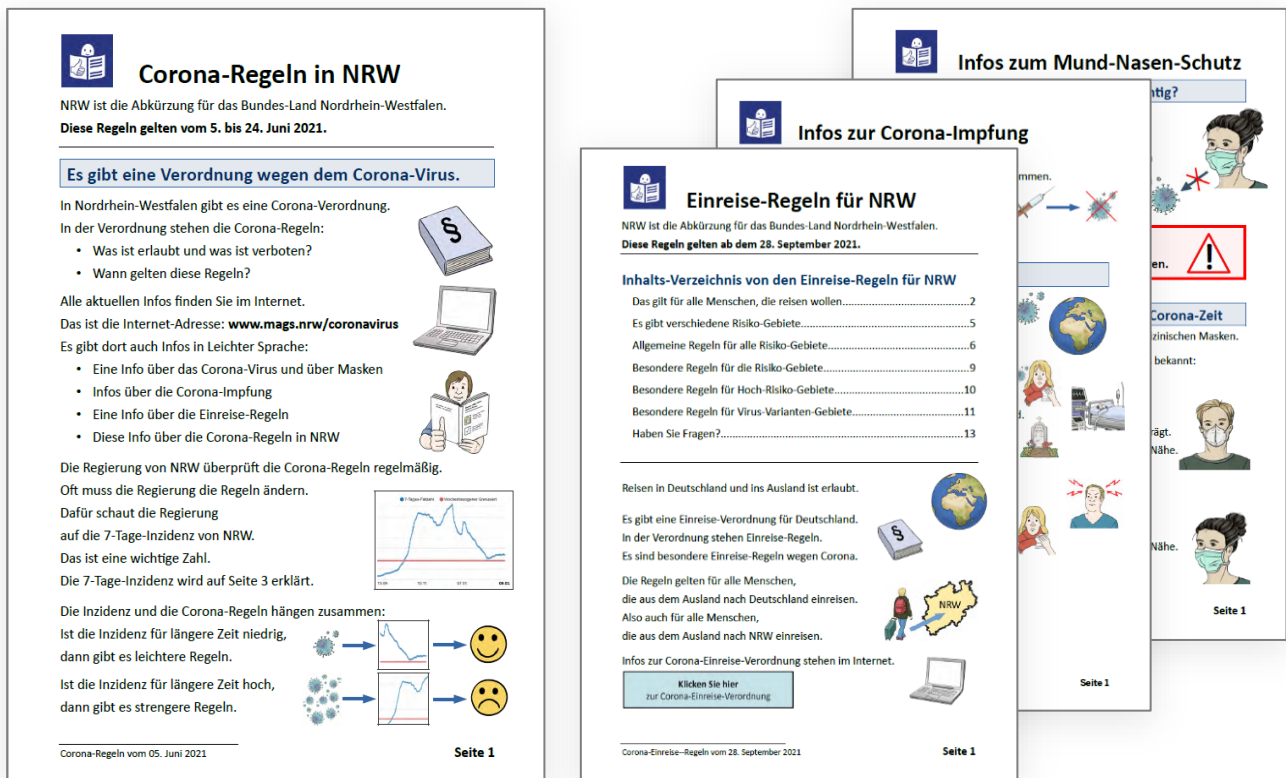 Corona-Regeln in NRW
NRW ist die Abkürzung für das Bundes-Land Nordrhein-Westfalen.
Diese Regeln gelten vom 5. bis 24. Juni 2021.
Es gibt eine Verordnung wegen dem Corona-Virus.
In Nordrhein-Westfalen gibt es eine Corona-Verordnung.
In der Verordnung stehen die Corona-Regeln:
• Was ist erlaubt und was ist verboten?
• Wann gelten diese Regeln?
§
Alle aktuellen Infos finden Sie im Internet.
Das ist die Internet-Adresse: www.mags.nrw/coronavirus
Es gibt dort auch Infos in Leichter Sprache:
• Eine Info über das Corona-Virus und über Masken
• Infos über die Corona-Impfung
• Eine Info über die Einreise-Regeln
• Diese Info über die Corona-Regeln in NRW
Die Regierung von NRW überprüft die Corona-Regeln regelmäßig.
Oft muss die Regierung die Regeln ändern.
Dafür schaut die Regierung
auf die 7-Tage-Inzidenz von NRW.
Das ist eine wichtige Zahl.
Die 7-Tage-Inzidenz wird auf Seite 3 erklärt.
Die Inzidenz und die Corona-Regeln hängen zusammen:
Ist die Inzidenz für längere Zeit niedrig,
dann gibt es leichtere Regeln.
Ist die Inzidenz für längere Zeit hoch,
dann gibt es strengere Regeln.
Corona-Regeln vom 05. Juni 2021
Seite 1
Einreise-Regeln für NRW
NRW ist die Abkürzung für das Bundes-Land Nordrhein-Westfalen.
Diese Regeln gelten ab dem 28. September 2021.
Inhalts-Verzeichnis von den Einreise-Regeln für NRW
Das gilt für alle Menschen, die reisen wollen....2
Es gibt verschiedene Risiko-Gebiete....5
Allgemeine Regeln für alle Risiko-Gebiete....6
Besondere Regeln für die Risiko-Gebiete....9
Besondere Regeln für Hoch-Risiko-Gebiete....10
Besondere Regeln für Virus-Varianten-Gebiete....11
Haben Sie Fragen?....13
Reisen in Deutschland und ins Ausland ist erlaubt.
Es gibt eine Einreise-Verordnung für Deutschland.
In der Verordnung stehen Einreise-Regeln.
Es sind besondere Einreise-Regeln wegen Corona.
§
Die Regeln gelten für alle Menschen,
die aus dem Ausland nach Deutschland einreisen.
Also auch für alle Menschen,
die aus dem Ausland nach NRW einreisen.
NRW
Infos zur Corona-Einreise-Verordnung stehen im Internet.
Klicken Sie hier
zur Corona-Einreise-Verordnung
Corona-Einreise--Regeln vom 28. September 2021
Seite 1
Infos zur Corona-Impfung
mmen.
Seite 1
Infos zum Mund-Nasen-Schutz
htig?
en.
!
Corona-Zeit
zinischen Masken.
bekannt:
rägt.
Nähe.
Nähe.
Seite 1